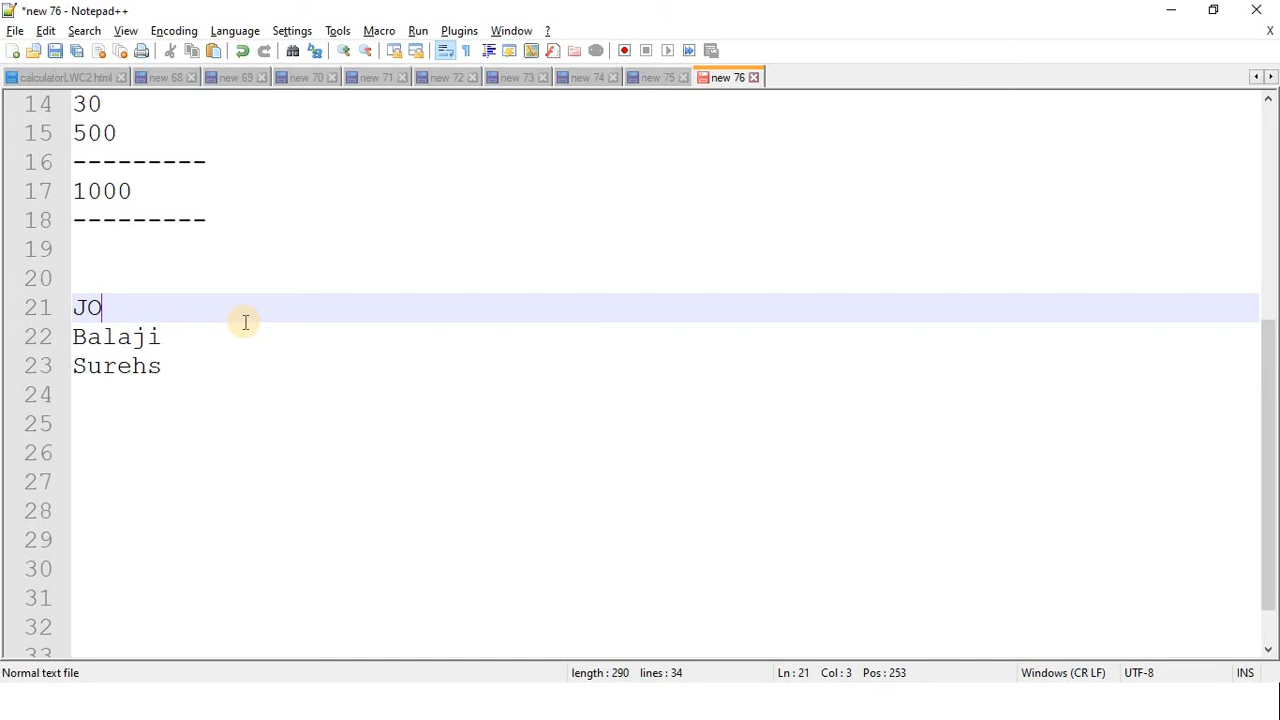 *new 76 - Notepad++
File Edit Search View Encoding Language Settings Tools Macro Run Plugins Window ? X
calculatorLWC2.html new 68 new 69 new 70 new 71 new 72 new 73 new 74 new 75 new 76
14 30
15 500
16 ---------
17 1000
18 ---------
19
20
21 JO
22 Balaji
23 Surehs
24
25
26
27
28
29
30
31
32
33
Normal text file length : 290 lines : 34 Ln : 21 Col : 3 Pos : 253 Windows (CR LF) UTF-8 INS